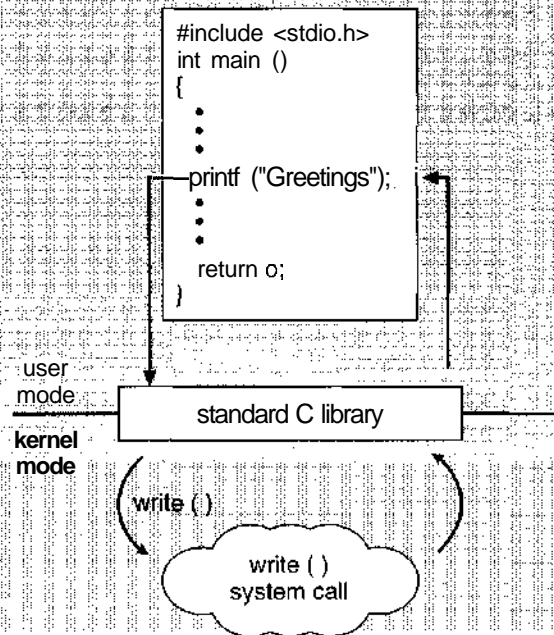 #include <stdio.h>
int main ()
{
•
•
•
printf ("Greetings");
•
•
•
return o;
}
user
mode
standard C library
kernel
mode
write ( )
write ( )
system call